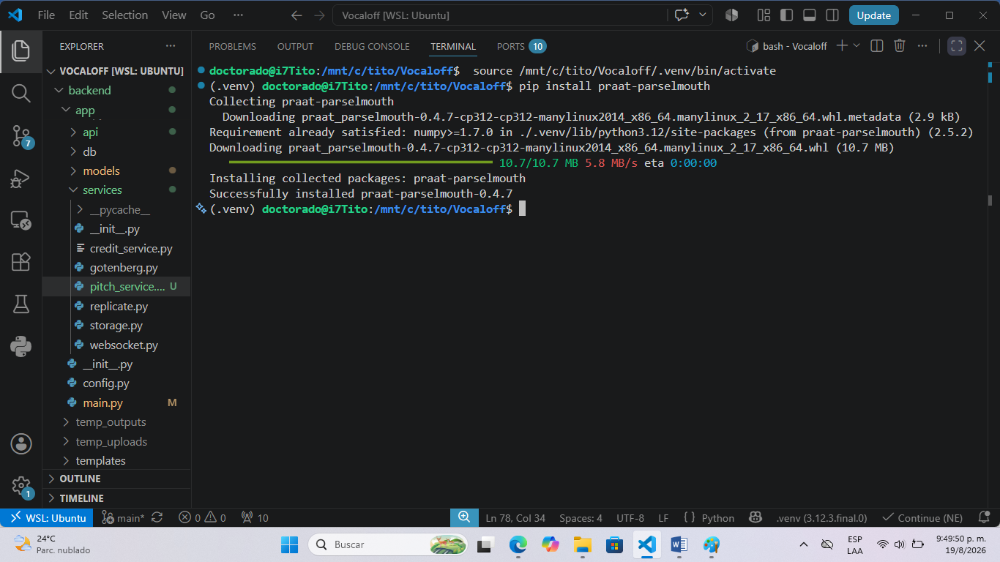 File Edit Selection View Go ··· Vocaloff [WSL: Ubuntu] Update
EXPLORER ···
PROBLEMS OUTPUT DEBUG CONSOLE TERMINAL PORTS 10 bash - Vocaloff
VOCALOFF [WSL: UBUNTU]
backend
app
api
db
models
services
__pycache__
__init__.py
credit_service.py
gotenberg.py
pitch_service.... U
replicate.py
storage.py
websocket.py
__init__.py
config.py
main.py M
temp_outputs
temp_uploads
templates
OUTLINE
TIMELINE
7
1
doctorado@i7Tito:/mnt/c/tito/Vocaloff$  source /mnt/c/tito/Vocaloff/.venv/bin/activate
(.venv) doctorado@i7Tito:/mnt/c/tito/Vocaloff$ pip install praat-parselmouth
Collecting praat-parselmouth
  Downloading praat_parselmouth-0.4.7-cp312-cp312-manylinux2014_x86_64.manylinux_2_17_x86_64.whl.metadata (2.9 kB)
Requirement already satisfied: numpy>=1.7.0 in ./.venv/lib/python3.12/site-packages (from praat-parselmouth) (2.5.2)
Downloading praat_parselmouth-0.4.7-cp312-cp312-manylinux2014_x86_64.manylinux_2_17_x86_64.whl (10.7 MB)
10.7/10.7 MB 5.8 MB/s eta 0:00:00
Installing collected packages: praat-parselmouth
Successfully installed praat-parselmouth-0.4.7
(.venv) doctorado@i7Tito:/mnt/c/tito/Vocaloff$
WSL: Ubuntu main* 0 0 10 Ln 78, Col 34 Spaces: 4 UTF-8 LF {} Python .venv (3.12.3.final.0) Continue (NE)
24°C
Parc. nublado
Buscar
ESP
LAA
9:49:50 p. m.
19/8/2026